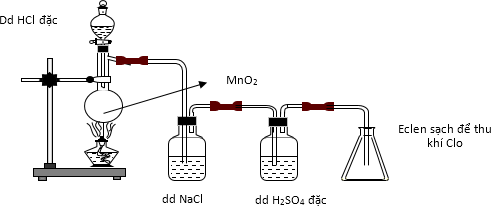 Dd HCl đặc
MnO₂
Eclen sạch để thu
khí Clo
dd NaCl
dd H₂SO₄ đặc